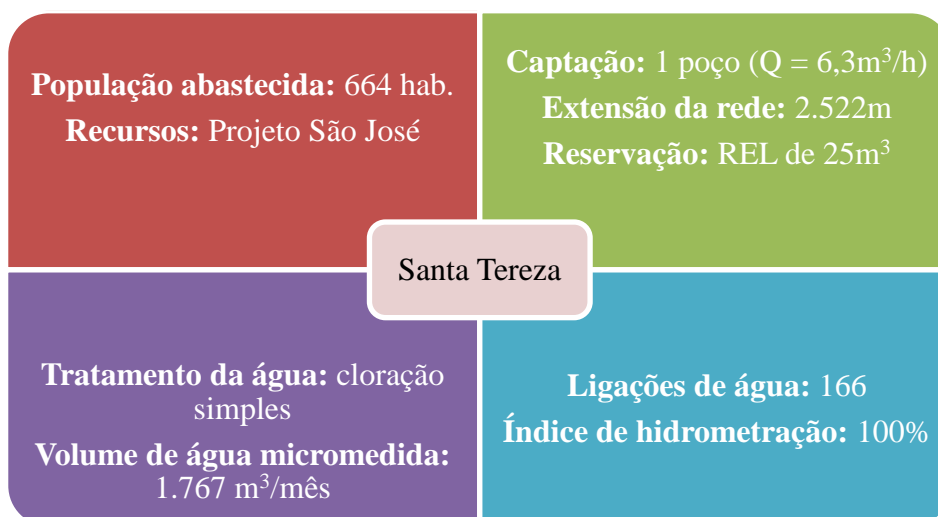 População abastecida: 664 hab.
Recursos: Projeto São José
Captação: 1 poço (Q = 6,3m³/h)
Extensão da rede: 2.522m
Reservação: REL de 25m³
Santa Tereza
Tratamento da água: cloração
simples
Volume de água micromedida:
1.767 m³/mês
Ligações de água: 166
Índice de hidrometração: 100%